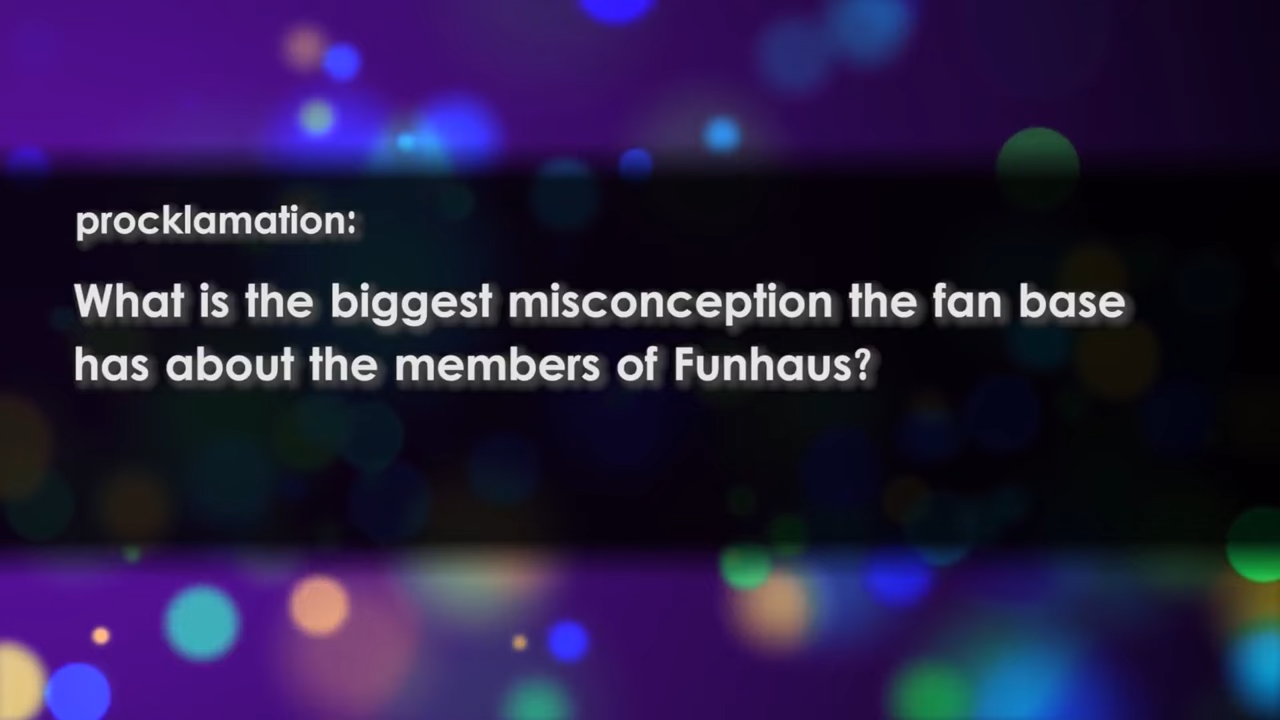 procklamation:
What is the biggest misconception the fan base
has about the members of Funhaus?